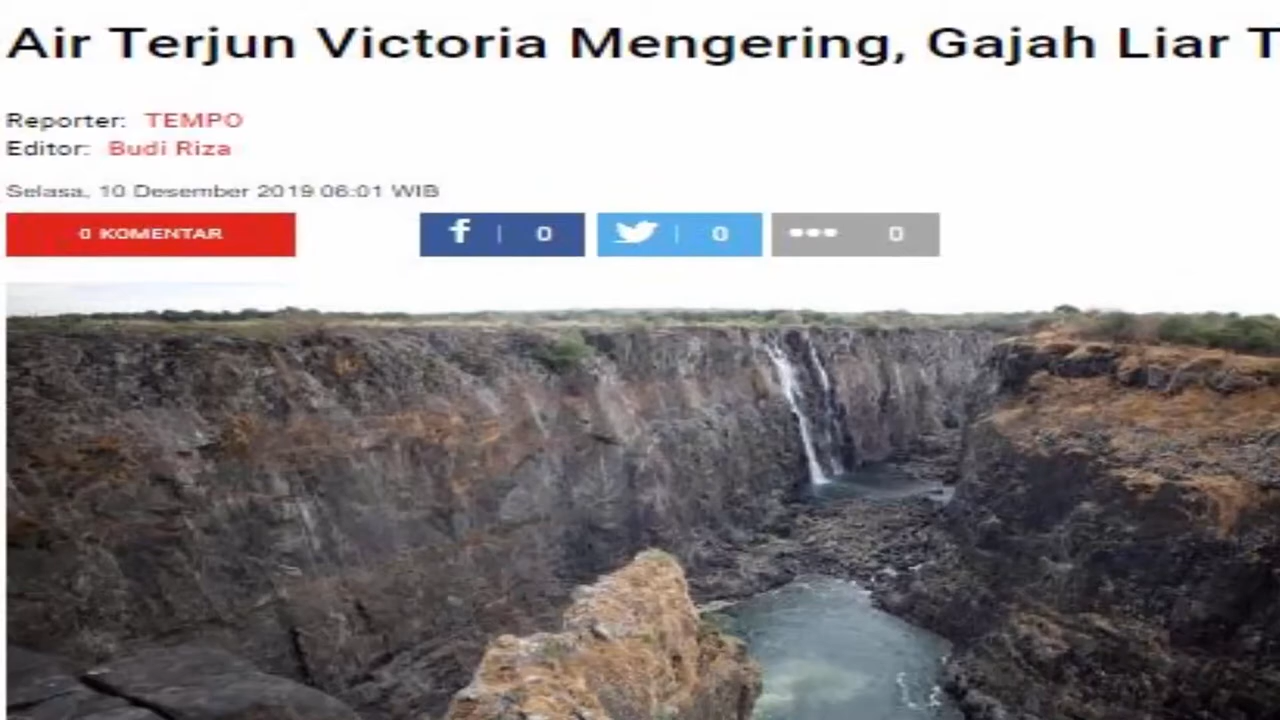 Air Terjun Victoria Mengering, Gajah Liar T
Reporter: TEMPO
Editor: Budi Riza
Selasa, 10 Desember 2019 06:01 WIB
0 KOMENTAR
f | 0
| 0
0